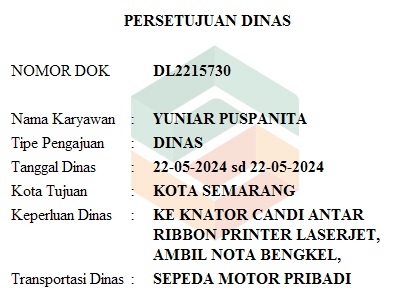 PERSETUJUAN DINAS
NOMOR DOK DL2215730
Nama Karyawan : YUNIAR PUSPANITA
Tipe Pengajuan : DINAS
Tanggal Dinas : 22-05-2024 sd 22-05-2024
Kota Tujuan : KOTA SEMARANG
Keperluan Dinas : KE KNATOR CANDI ANTAR
RIBBON PRINTER LASERJET,
AMBIL NOTA BENGKEL,
Transportasi Dinas : SEPEDA MOTOR PRIBADI